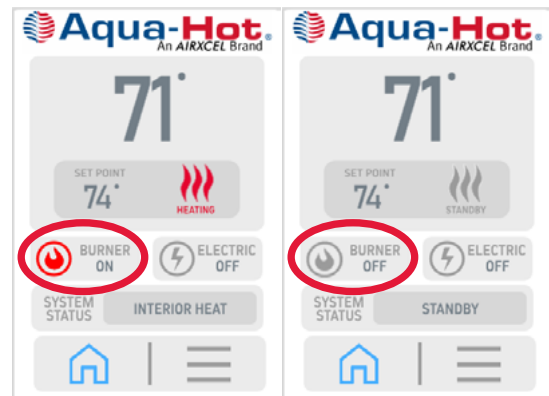 Aqua-Hot.
An AIRXCEL Brand
71°
SET POINT
74°
HEATING
BURNER
ON
ELECTRIC
OFF
SYSTEM
STATUS
INTERIOR HEAT
Aqua-Hot.
An AIRXCEL Brand
71°
SET POINT
74°
STANDBY
BURNER
OFF
ELECTRIC
OFF
SYSTEM
STATUS
STANDBY